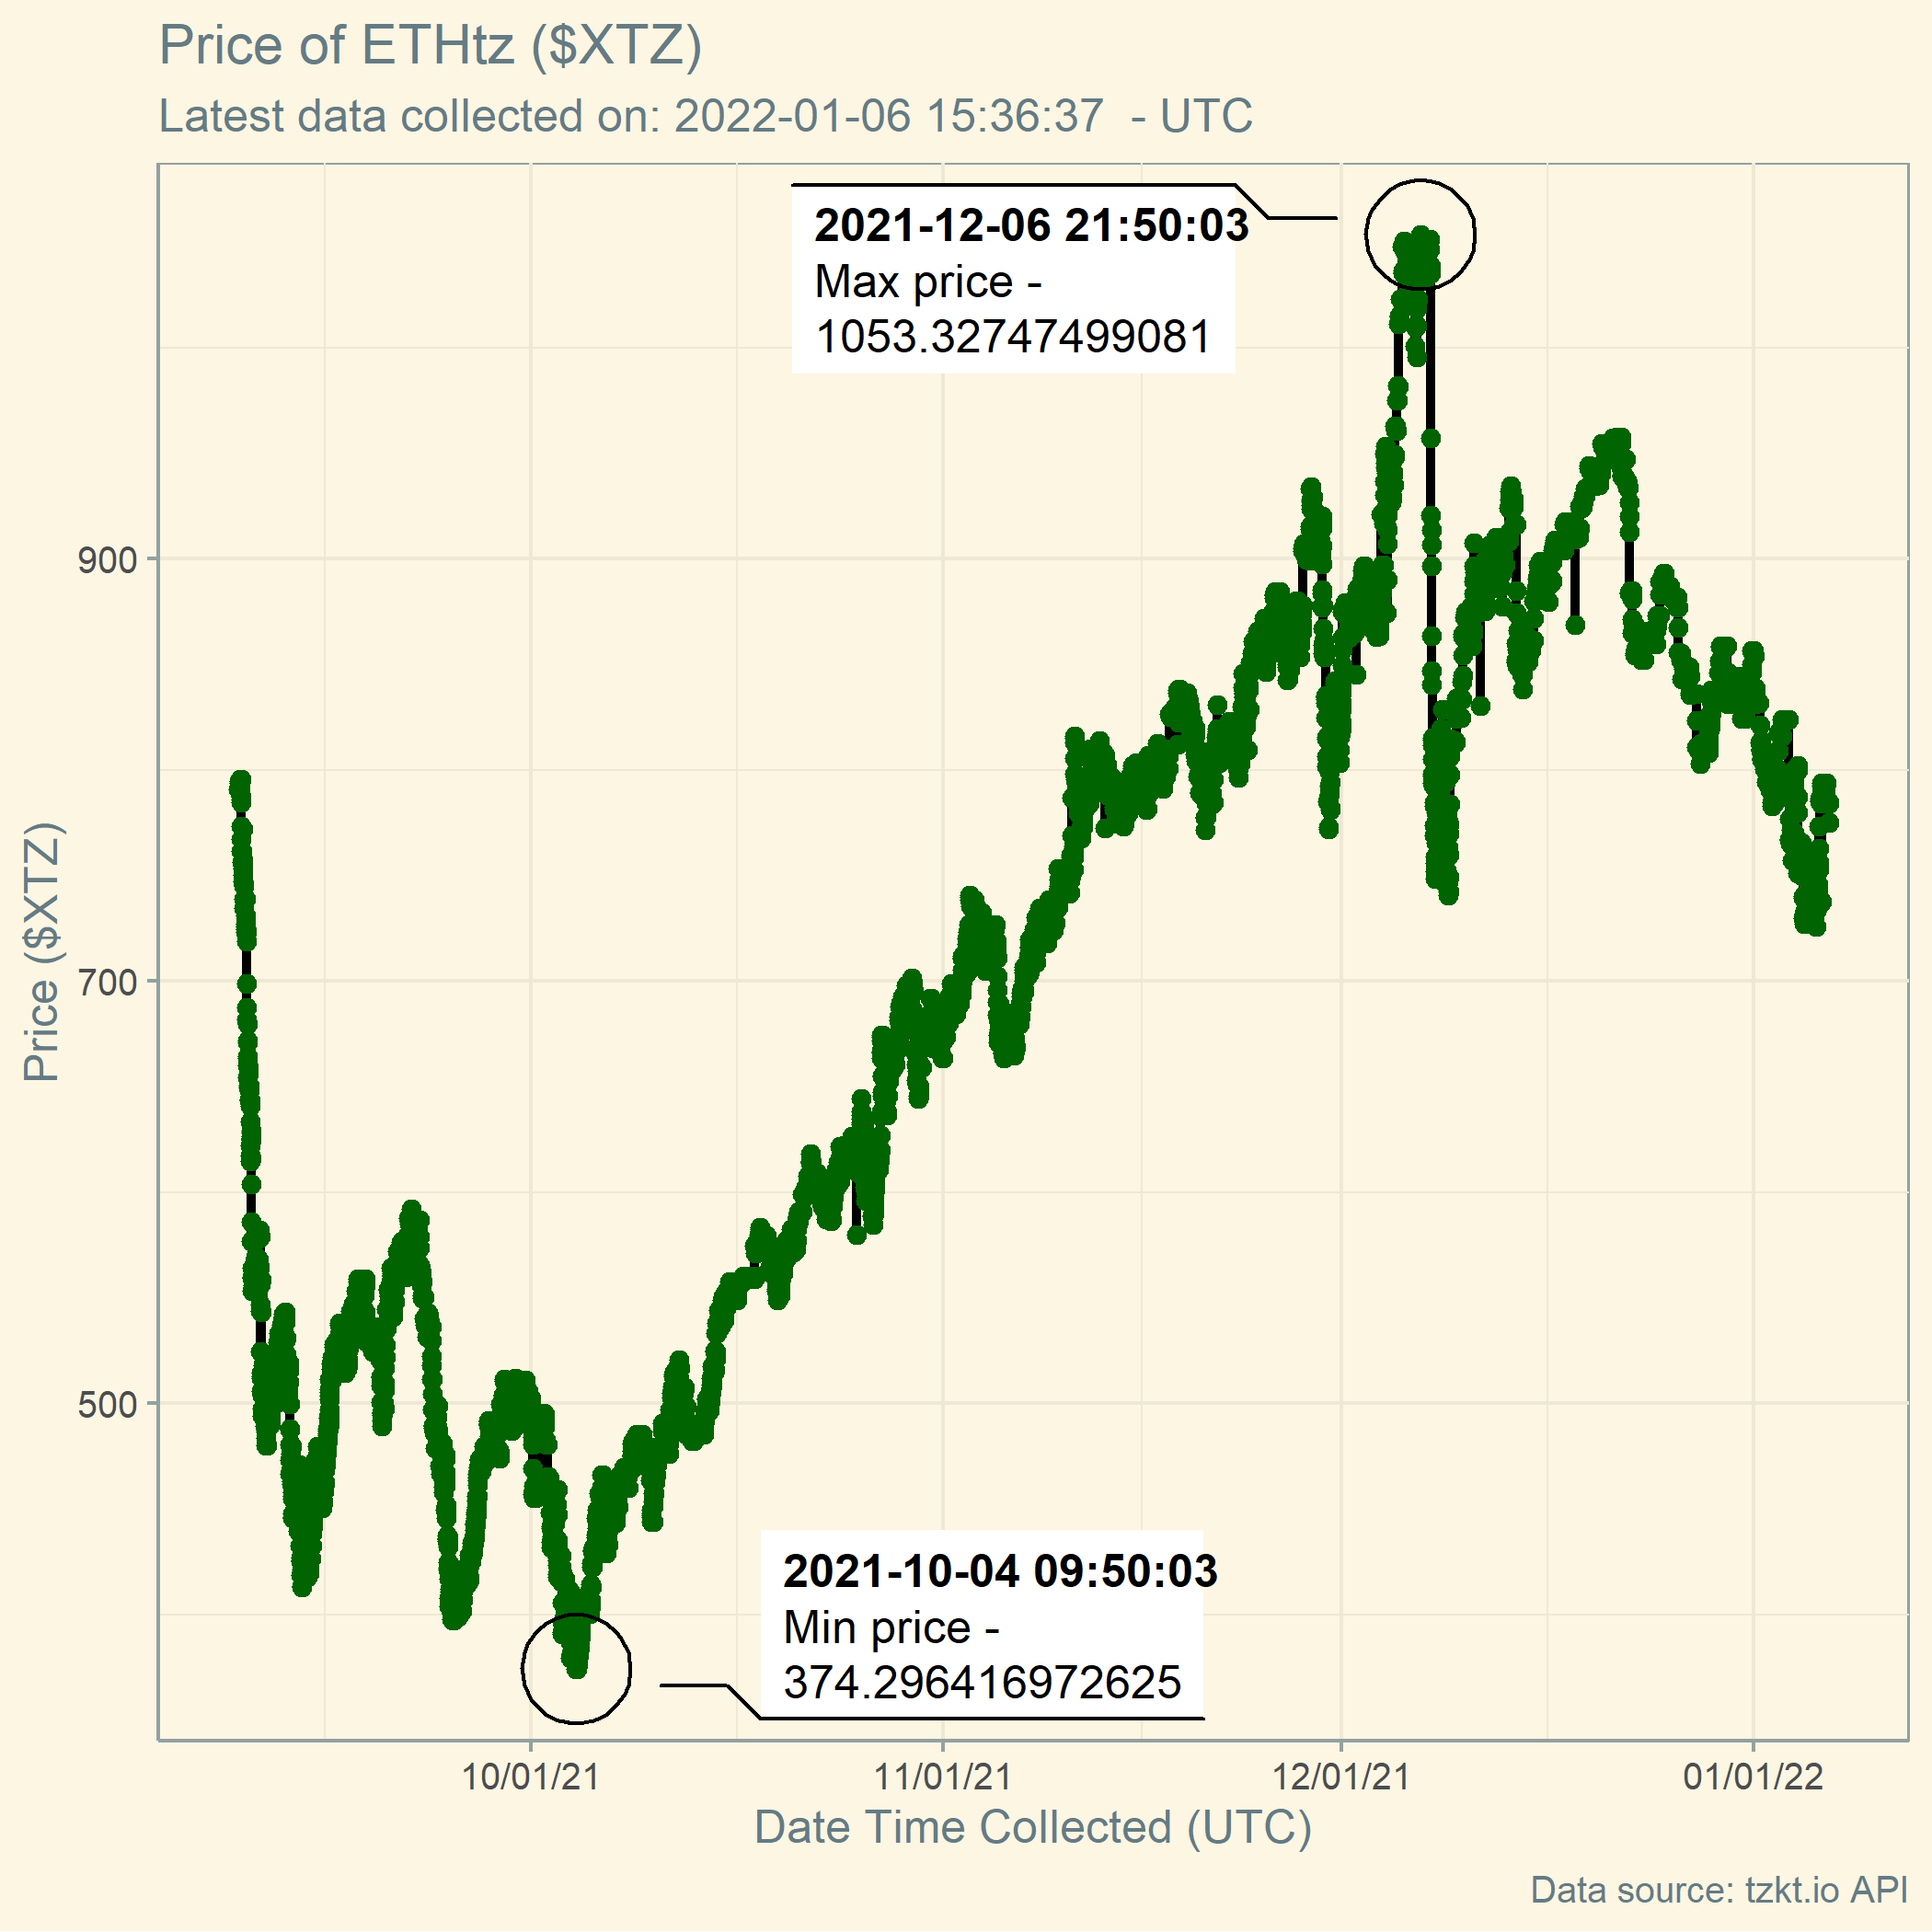 Price of ETHtz ($XTZ)
Latest data collected on: 2022-01-06 15:36:37  - UTC
2021-12-06 21:50:03
Max price -
1053.32747499081
900
700
500
Price ($XTZ)
2021-10-04 09:50:03
Min price -
374.296416972625
10/01/21
11/01/21
12/01/21
01/01/22
Date Time Collected (UTC)
Data source: tzkt.io API